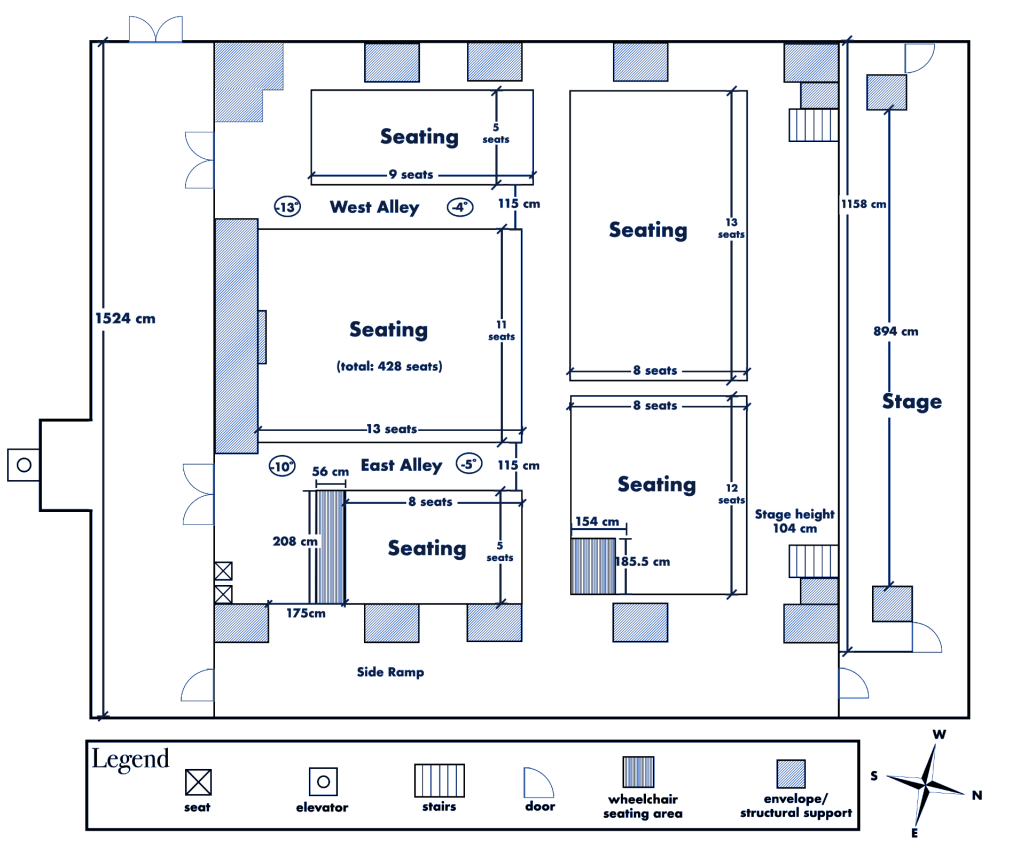 Seating
5
seats
9 seats
-13°
West Alley
-4°
115 cm
1158 cm
Seating
13
seats
1524 cm
Seating
(total: 428 seats)
11
seats
894 cm
8 seats
Stage
8 seats
13 seats
-10°
56 cm
East Alley
-5°
115 cm
Seating
12
seats
8 seats
Stage height
104 cm
154 cm
208 cm
Seating
5
seats
185.5 cm
175cm
Side Ramp
Legend
seat
elevator
stairs
door
wheelchair
seating area
envelope/
structural support
W
S
N
E